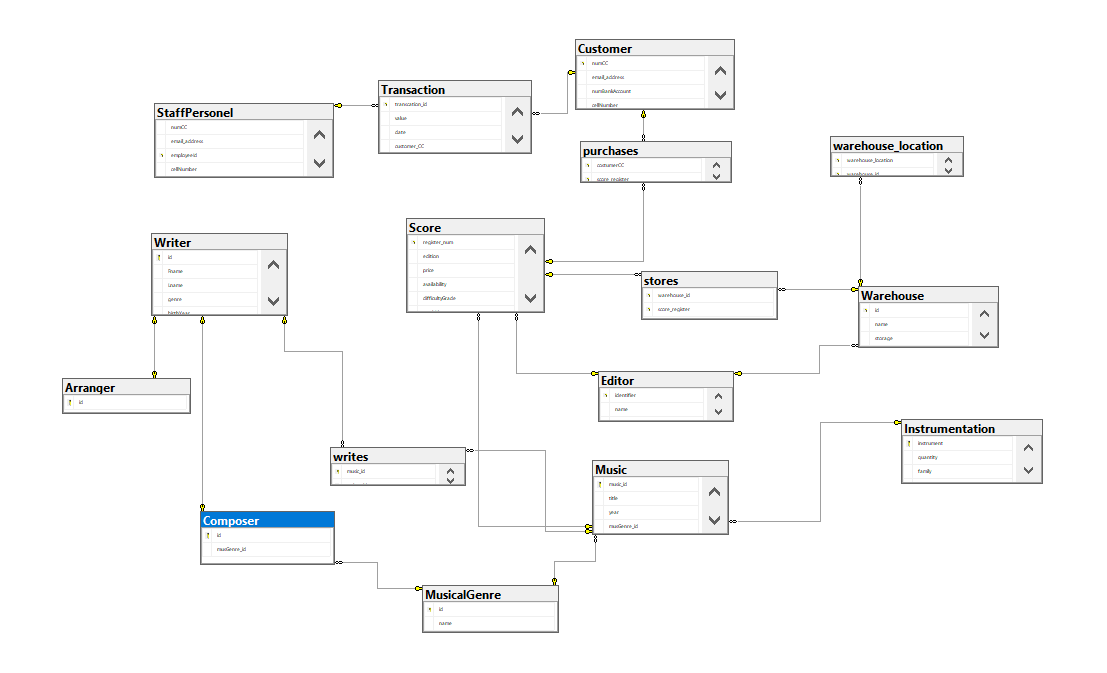 Customer
numCC
email_address
numBankAccount
cellNumber
Transaction
transcation_id
value
date
customer_CC
StaffPersonel
numCC
email_address
employeeid
cellNumber
purchases
costumerCC
score_register
warehouse_location
warehouse_location
warehouse_id
Score
register_num
edition
price
availability
difficultyGrade
Writer
id
Fname
Lname
genre
birthYear
stores
warehouse_id
score_register
Warehouse
id
name
storage
Editor
identifier
name
Arranger
id
Instrumentation
instrument
quantity
family
writes
music_id
Music
music_id
title
year
musGenre_id
Composer
id
musGenre_id
MusicalGenre
id
name